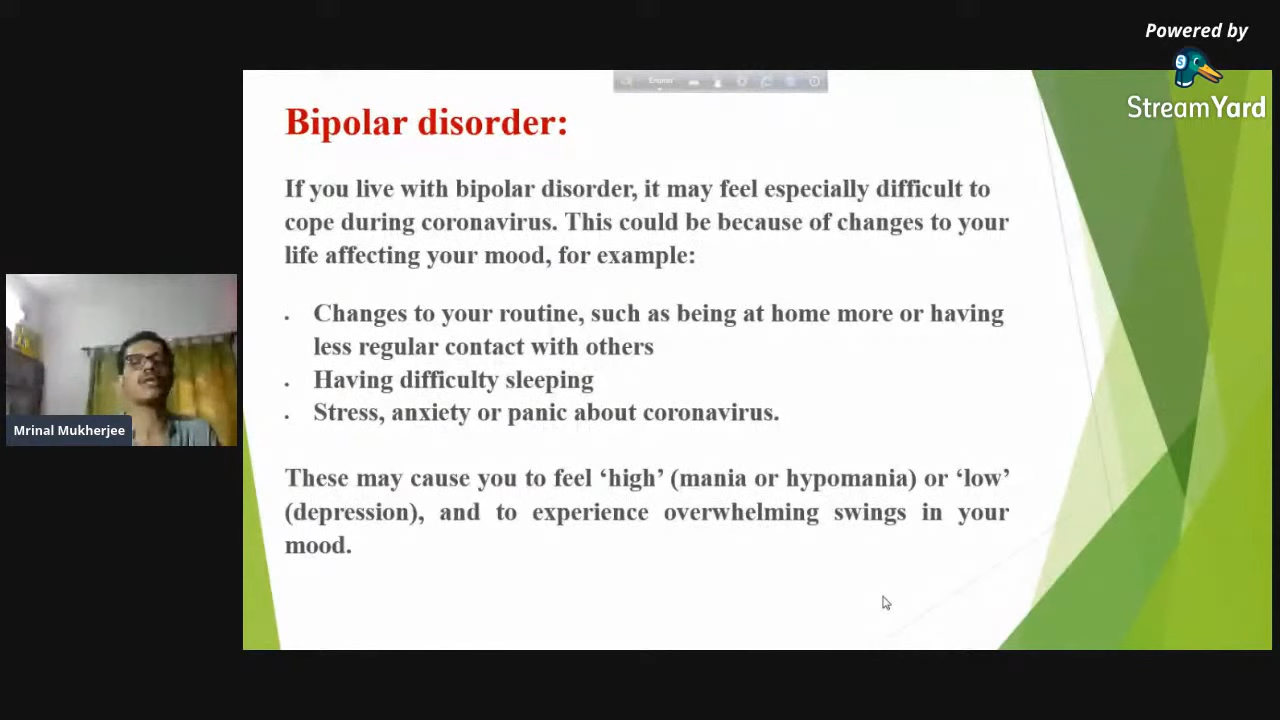 Powered by
StreamYard
Bipolar disorder:
If you live with bipolar disorder, it may feel especially difficult to
cope during coronavirus. This could be because of changes to your
life affecting your mood, for example:
• Changes to your routine, such as being at home more or having
less regular contact with others
• Having difficulty sleeping
• Stress, anxiety or panic about coronavirus.
These may cause you to feel ‘high’ (mania or hypomania) or ‘low’
(depression), and to experience overwhelming swings in your
mood.
Mrinal Mukherjee